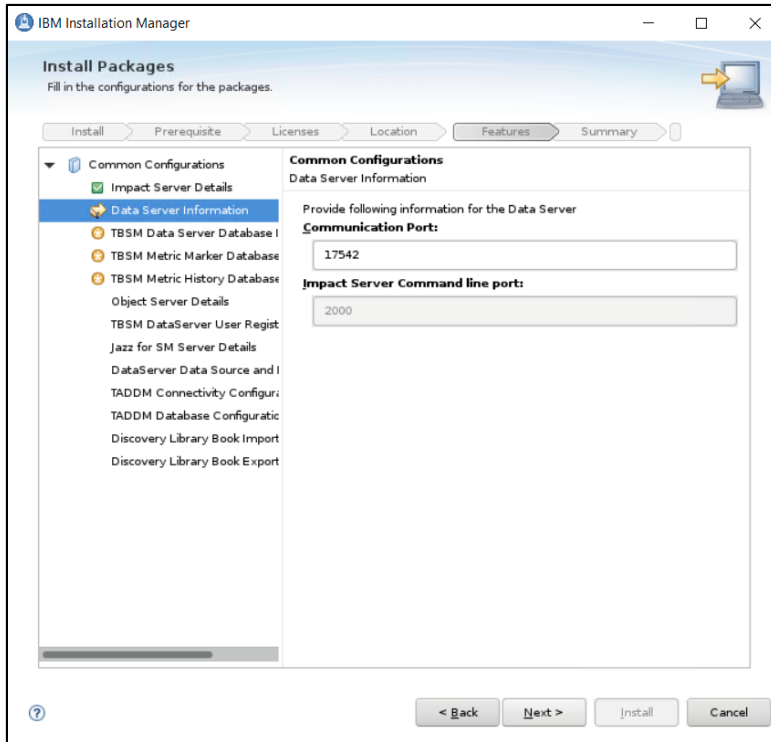 IBM Installation Manager
Install Packages
Fill in the configurations for the packages.
Install
Prerequisite
Licenses
Location
Features
Summary
Common Configurations
Impact Server Details
Data Server Information
TBSM Data Server Database I
TBSM Metric Marker Database
TBSM Metric History Database
Object Server Details
TBSM DataServer User Regist
Jazz for SM Server Details
DataServer Data Source and I
TADDM Connectivity Configura
TADDM Database Configuratic
Discovery Library Book Import
Discovery Library Book Export
Common Configurations
Data Server Information
Provide following information for the Data Server
Communication Port:
17542
Impact Server Command line port:
2000
?
< Back
Next >
Install
Cancel